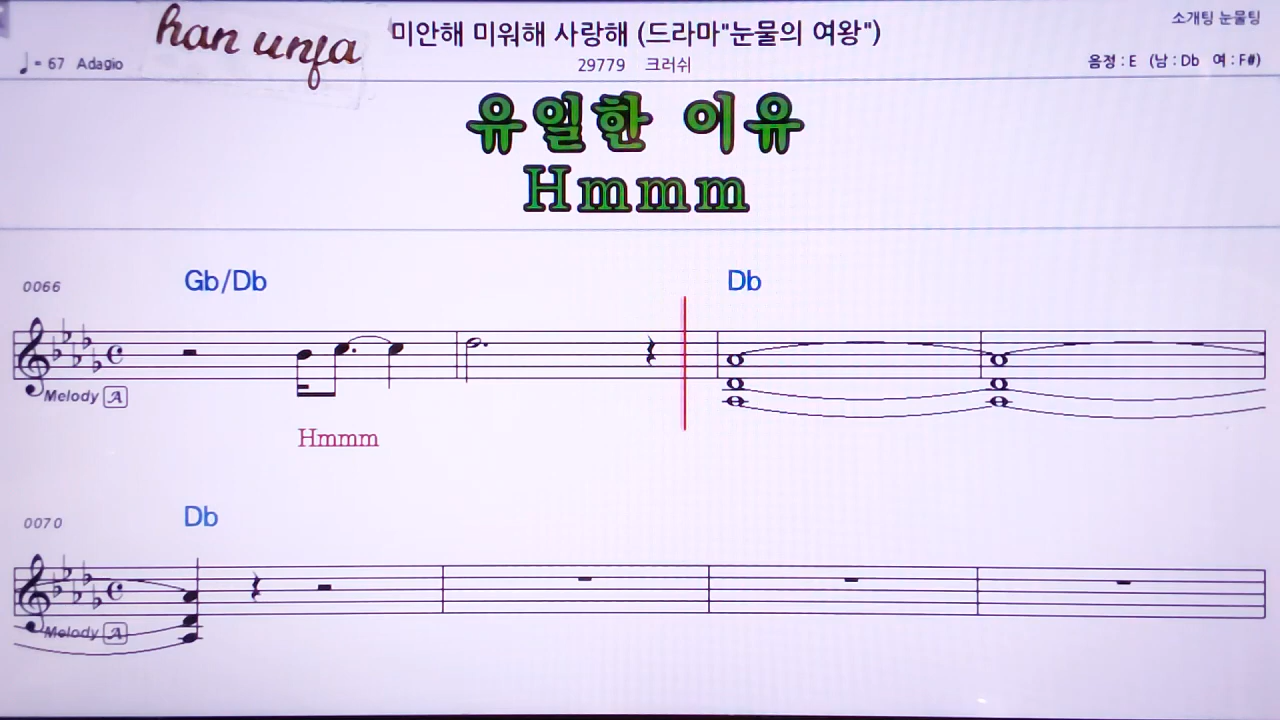 han unfa
미안해 미워해 사랑해 (드라마"눈물의 여왕")
소개팅 눈물팅
♩ = 67 Adagio
29779 크러쉬
음정 : E (남 : Db 여 : F#)
유일한 이유
Hmmm
0066
Gb/Db
Db
Melody A
Hmmm
0070
Db
Melody A